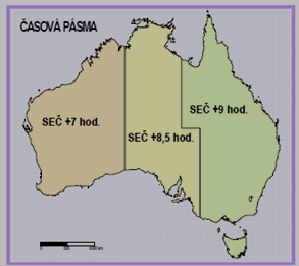 ČASOVÁ PÁSMA
SEČ +7 hod.
SEČ +8,5 hod.
SEČ +9 hod.